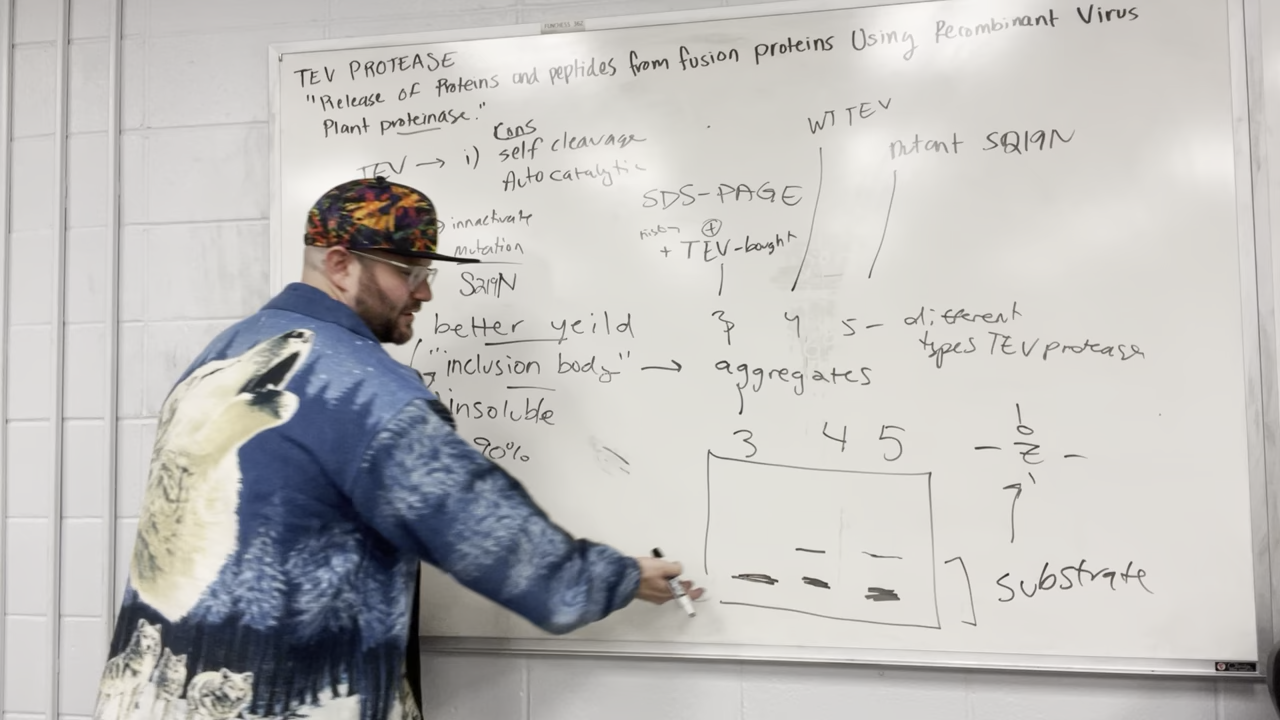 FUNCHESS 362
TEV PROTEASE
"Release of Proteins and peptides from fusion proteins Using Recombinant Virus
Plant proteinase."
TEV → i) Cons
self cleavage
Autocatalytic
innactivate
mutation
S219N
better yeild
"inclusion body" → aggregates
insoluble
90%
SDS-PAGE
+
+ TEV-bought
WT TEV
mutant S219N
3 4 5 - different
types TEV protease
3 4 5
substrate